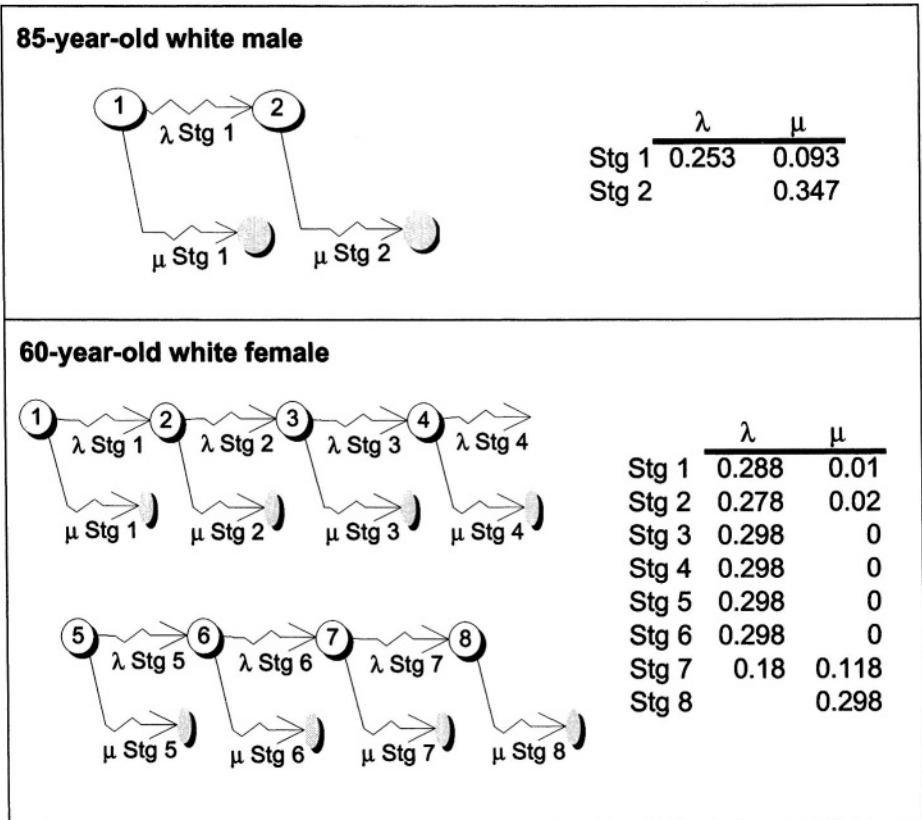 85-year-old white male
1 2
λ Stg 1
μ Stg 1 μ Stg 2
λ μ
Stg 1 0.253 0.093
Stg 2 0.347
60-year-old white female
1 2 3 4
λ Stg 1 λ Stg 2 λ Stg 3 λ Stg 4
μ Stg 1 μ Stg 2 μ Stg 3 μ Stg 4
5 6 7 8
λ Stg 5 λ Stg 6 λ Stg 7
μ Stg 5 μ Stg 6 μ Stg 7 μ Stg 8
λ μ
Stg 1 0.288 0.01
Stg 2 0.278 0.02
Stg 3 0.298 0
Stg 4 0.298 0
Stg 5 0.298 0
Stg 6 0.298 0
Stg 7 0.18 0.118
Stg 8 0.298